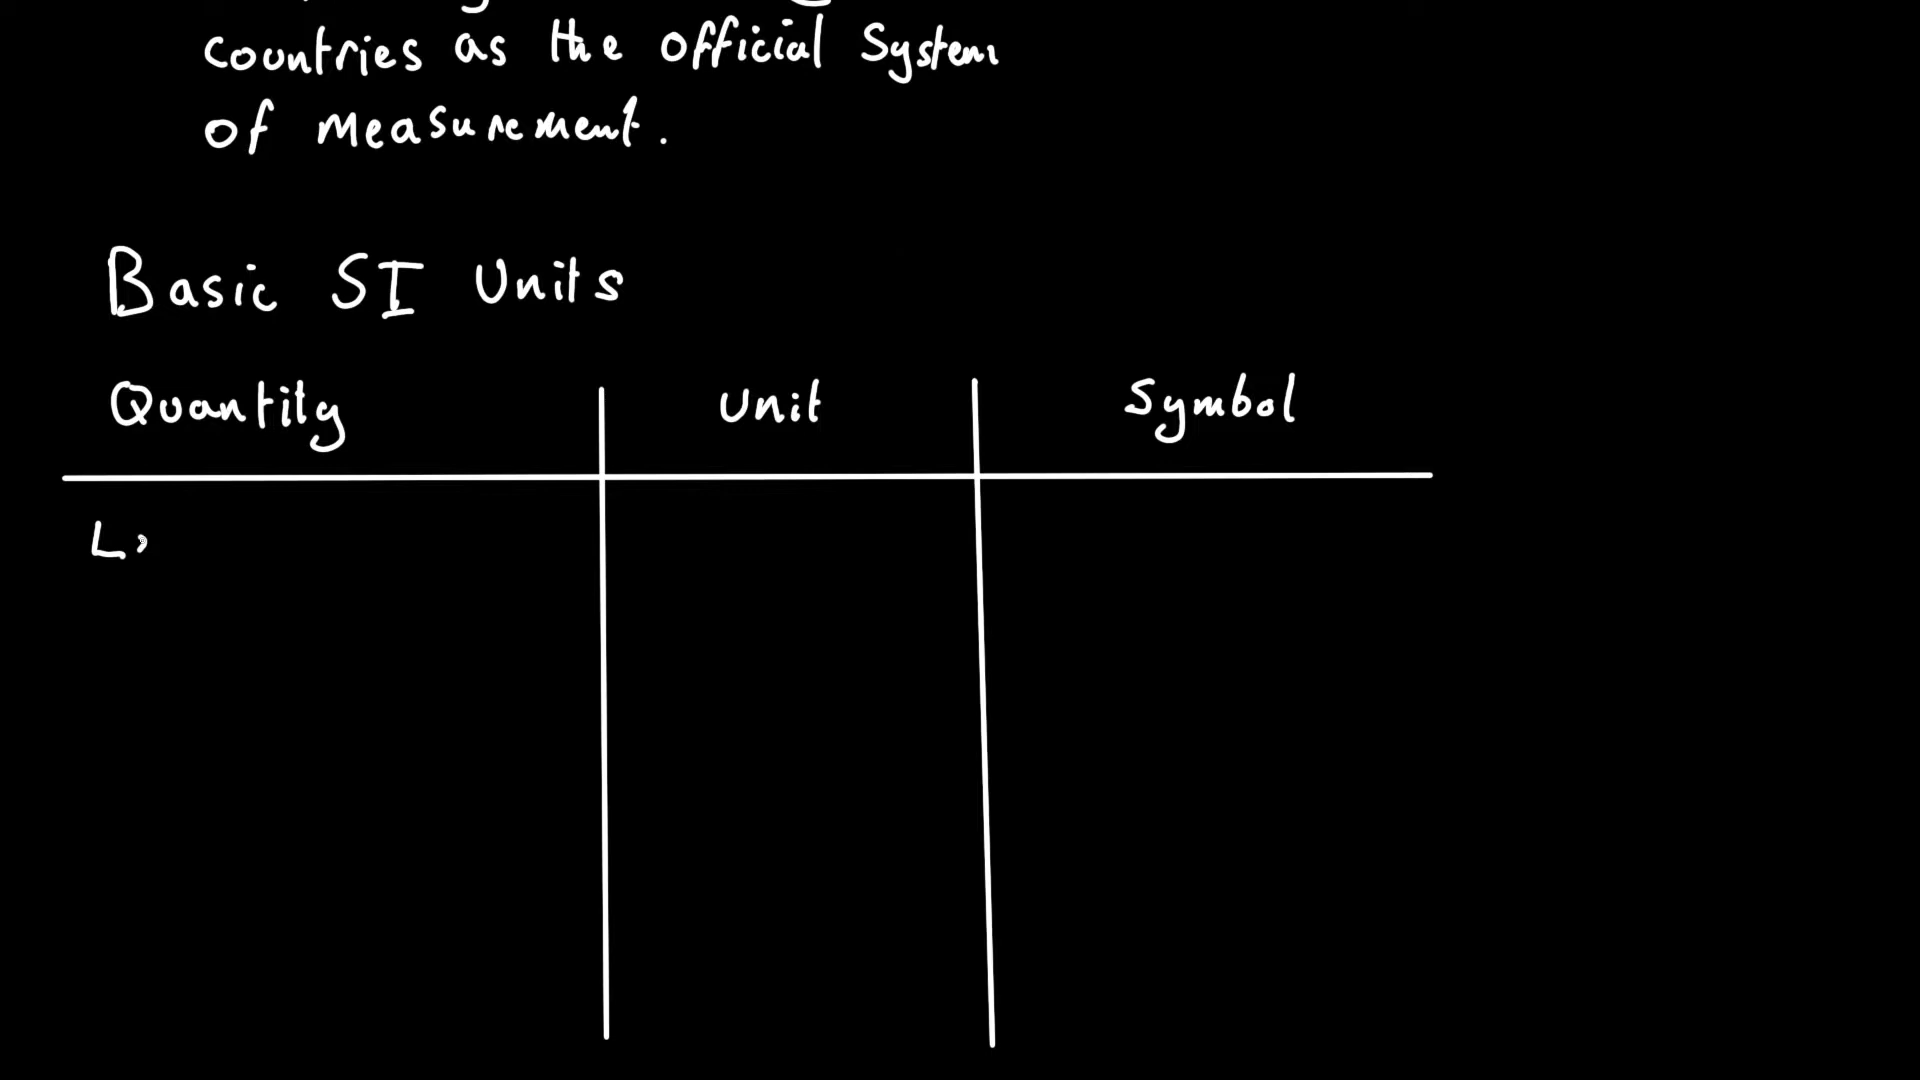 countries as the official System
of measurement.
Basic SI Units
Quantity Unit Symbol
L